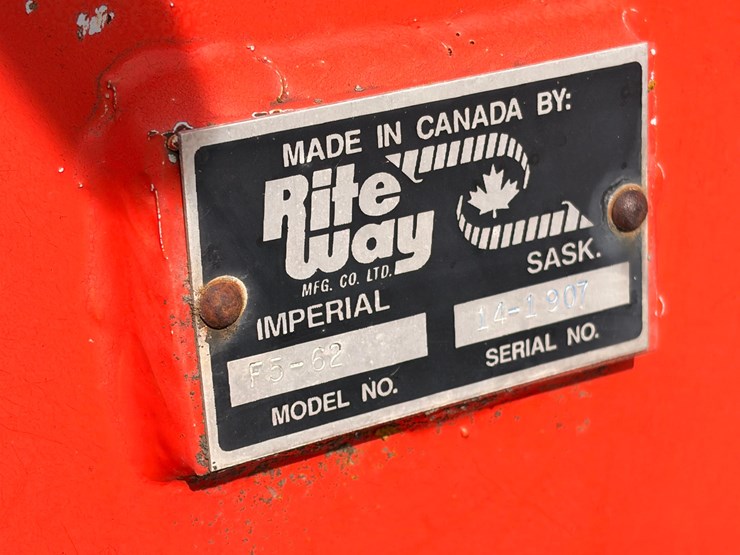 MADE IN CANADA BY:
Rite
Way
MFG. CO. LTD.
IMPERIAL SASK.
F5-62 14-1907
MODEL NO. SERIAL NO.